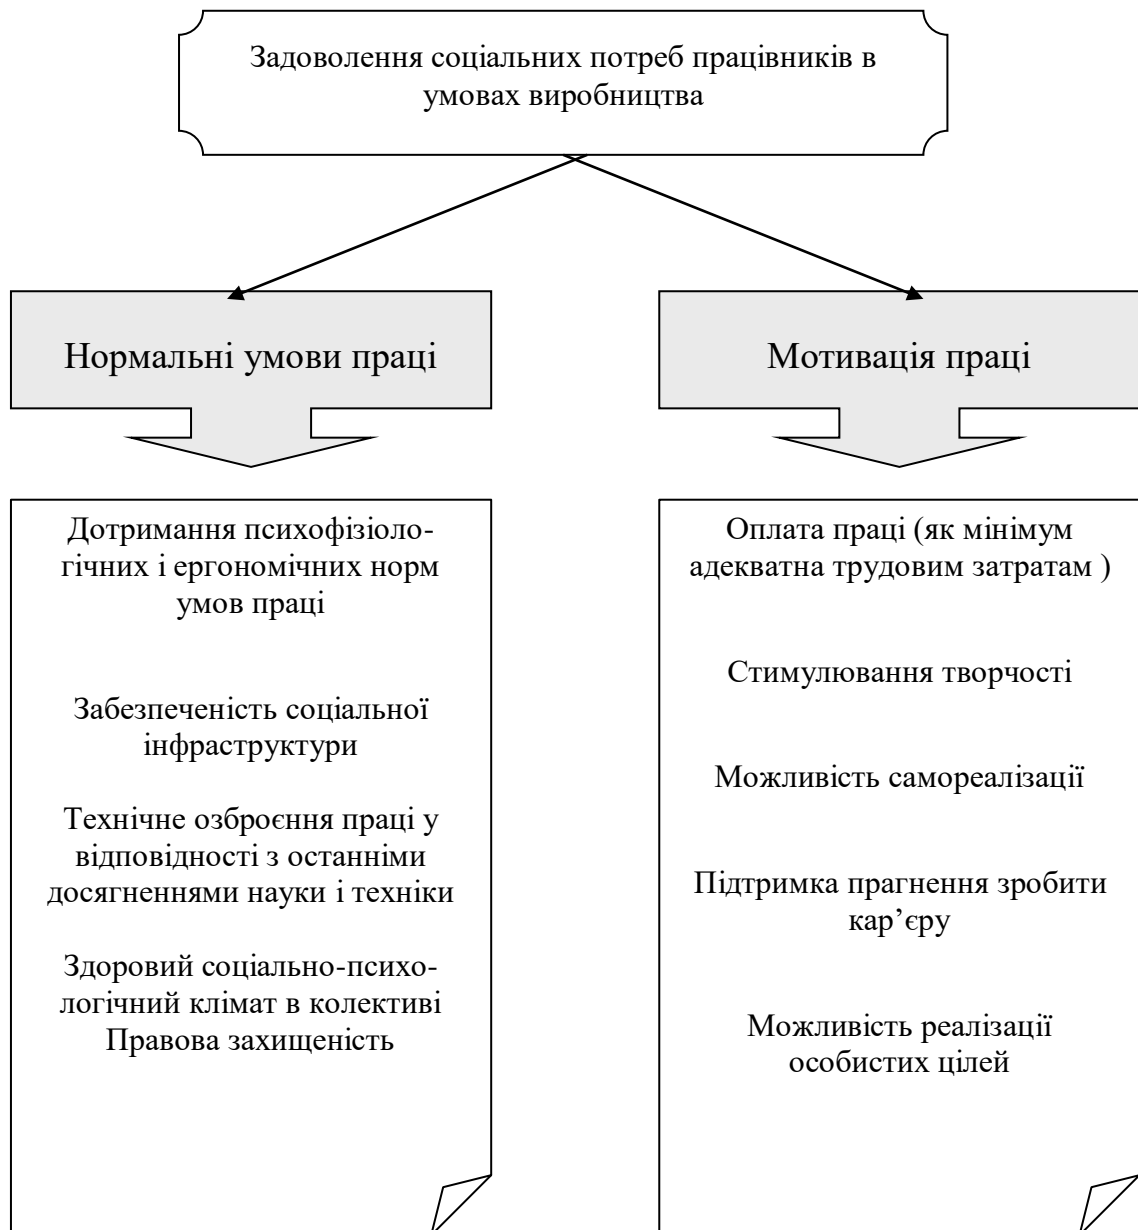 Задоволення соціальних потреб працівників в
умовах виробництва
Нормальні умови праці
Мотивація праці
Дотримання психофізіоло-
гічних і ергономічних норм
умов праці
Забезпеченість соціальної
інфраструктури
Технічне озброєння праці у
відповідності з останніми
досягненнями науки і техніки
Здоровий соціально-психо-
логічний клімат в колективі
Правова захищеність
Оплата праці (як мінімум
адекватна трудовим затратам )
Стимулювання творчості
Можливість самореалізації
Підтримка прагнення зробити
кар’єру
Можливість реалізації
особистих цілей